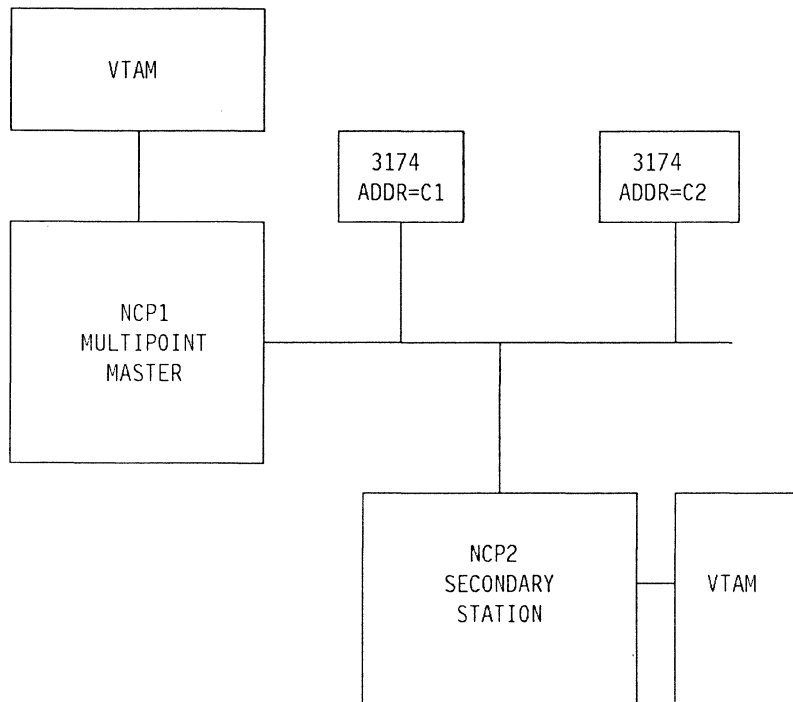 VTAM
3174
ADDR=C1
3174
ADDR=C2
NCP1
MULTIPOINT
MASTER
NCP2
SECONDARY
STATION
VTAM